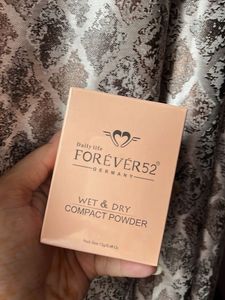 Daily life
FOREVER52®
GERMANY
WET & DRY
COMPACT POWDER